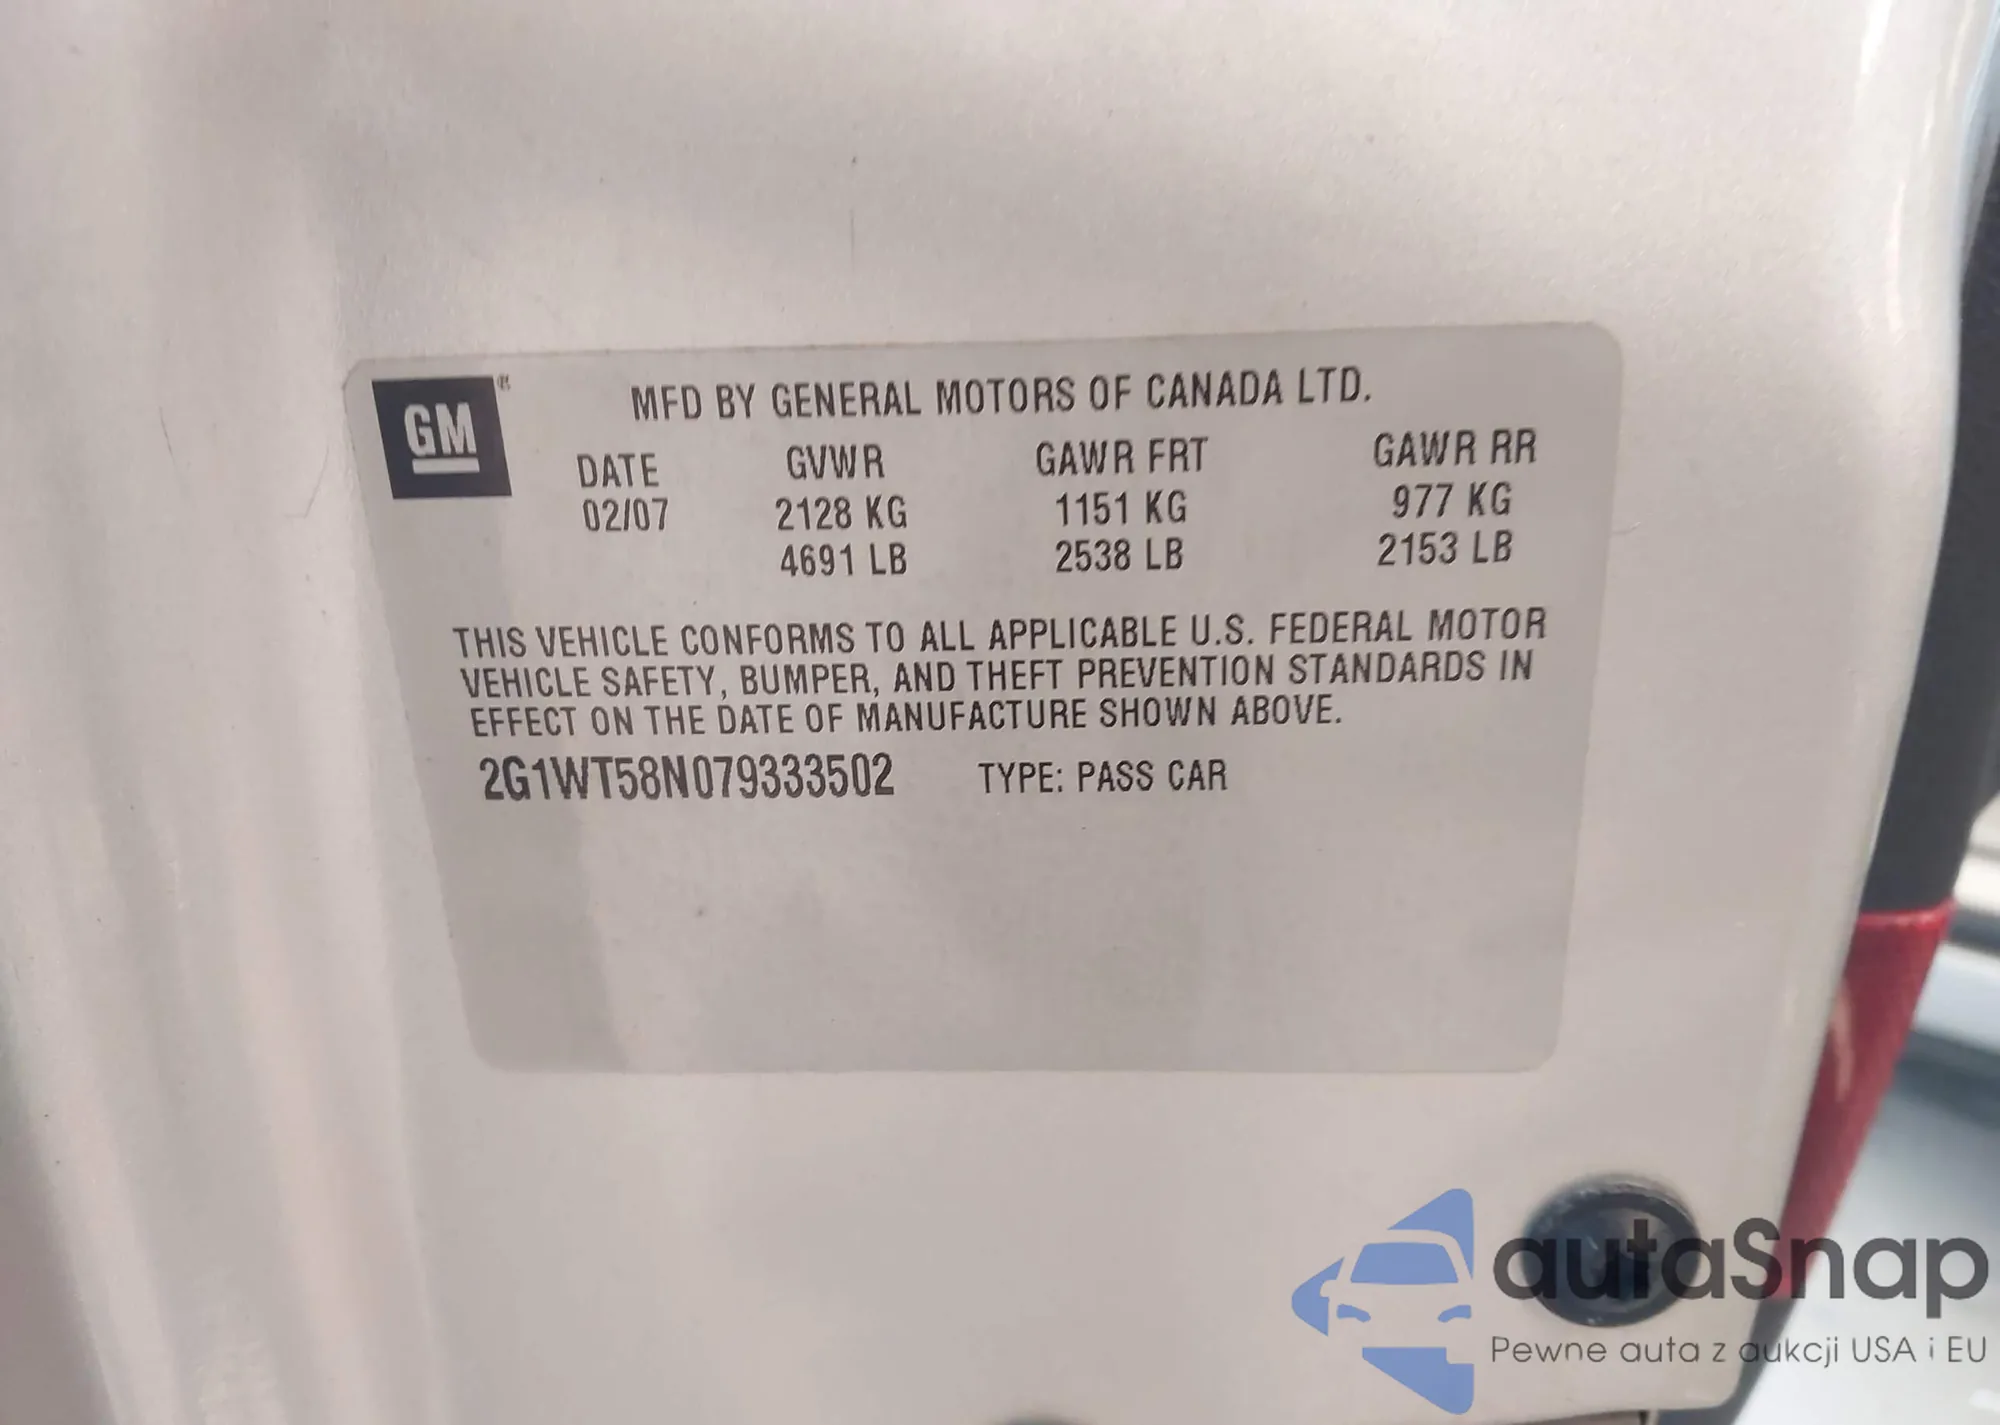 GM®
MFD BY GENERAL MOTORS OF CANADA LTD.
DATE GVWR GAWR FRT GAWR RR
02/07 2128 KG 1151 KG 977 KG
4691 LB 2538 LB 2153 LB
THIS VEHICLE CONFORMS TO ALL APPLICABLE U.S. FEDERAL MOTOR
VEHICLE SAFETY, BUMPER, AND THEFT PREVENTION STANDARDS IN
EFFECT ON THE DATE OF MANUFACTURE SHOWN ABOVE.
2G1WT58N079333502 TYPE: PASS CAR
autaSnap
Pewne auta z aukcji USA i EU